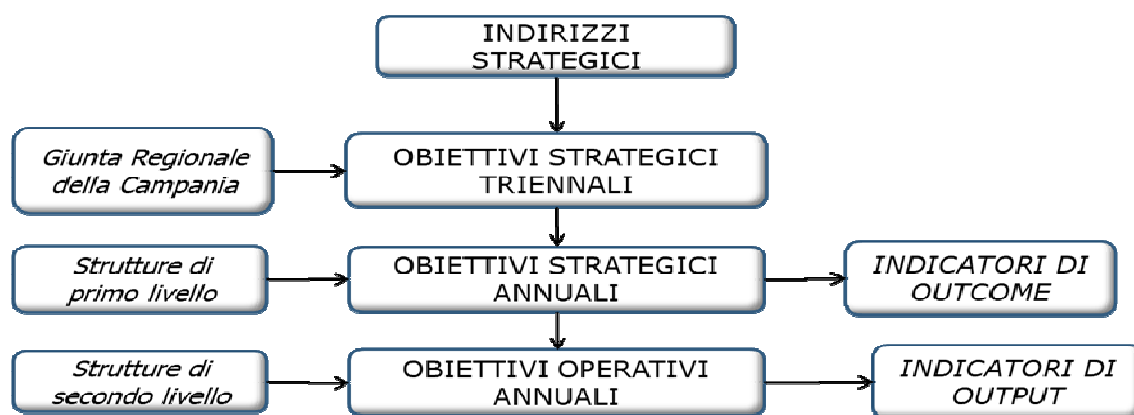 INDIRIZZI
STRATEGICI
Giunta Regionale
della Campania
OBIETTIVI STRATEGICI
TRIENNALI
Strutture di
primo livello
OBIETTIVI STRATEGICI
ANNUALI
INDICATORI DI
OUTCOME
Strutture di
secondo livello
OBIETTIVI OPERATIVI
ANNUALI
INDICATORI DI
OUTPUT